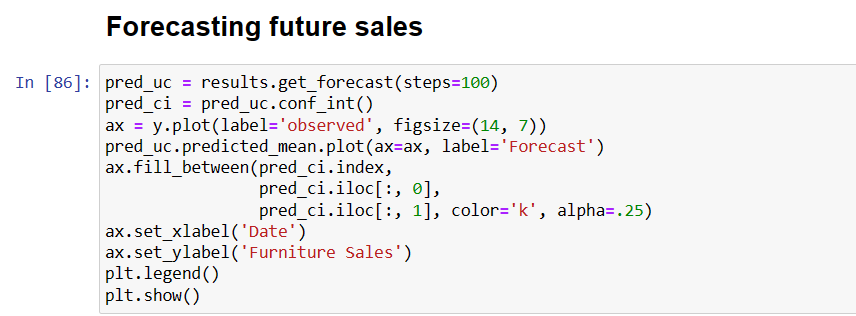 Forecasting future sales
In [86]: pred_uc = results.get_forecast(steps=100)
pred_ci = pred_uc.conf_int()
ax = y.plot(label='observed', figsize=(14, 7))
pred_uc.predicted_mean.plot(ax=ax, label='Forecast')
ax.fill_between(pred_ci.index,
                pred_ci.iloc[:, 0],
                pred_ci.iloc[:, 1], color='k', alpha=.25)
ax.set_xlabel('Date')
ax.set_ylabel('Furniture Sales')
plt.legend()
plt.show()